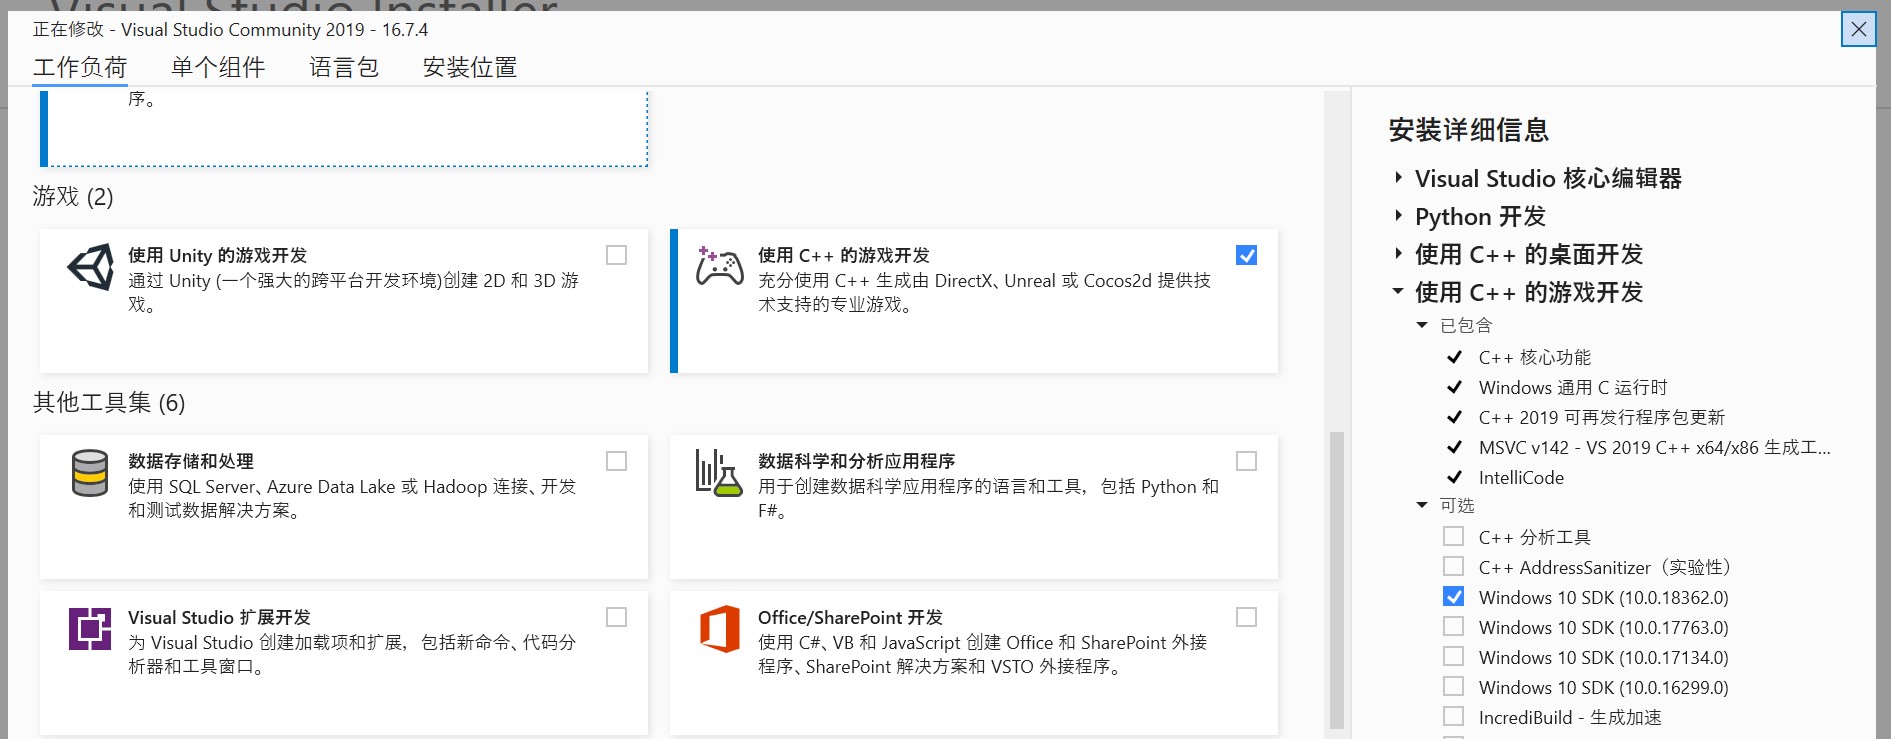 Visual Studio Installer
正在修改 - Visual Studio Community 2019 - 16.7.4
工作负荷 单个组件 语言包 安装位置
序。
游戏 (2)
使用 Unity 的游戏开发
通过 Unity (一个强大的跨平台开发环境)创建 2D 和 3D 游
戏。
使用 C++ 的游戏开发
充分使用 C++ 生成由 DirectX、Unreal 或 Cocos2d 提供技
术支持的专业游戏。
其他工具集 (6)
数据存储和处理
使用 SQL Server、Azure Data Lake 或 Hadoop 连接、开发
和测试数据解决方案。
数据科学和分析应用程序
用于创建数据科学应用程序的语言和工具，包括 Python 和
F#。
Visual Studio 扩展开发
为 Visual Studio 创建加载项和扩展，包括新命令、代码分
析器和工具窗口。
Office/SharePoint 开发
使用 C#、VB 和 JavaScript 创建 Office 和 SharePoint 外接
程序、SharePoint 解决方案和 VSTO 外接程序。
安装详细信息
Visual Studio 核心编辑器
Python 开发
使用 C++ 的桌面开发
使用 C++ 的游戏开发
已包含
C++ 核心功能
Windows 通用 C 运行时
C++ 2019 可再发行程序包更新
MSVC v142 - VS 2019 C++ x64/x86 生成工...
IntelliCode
可选
C++ 分析工具
C++ AddressSanitizer（实验性）
Windows 10 SDK (10.0.18362.0)
Windows 10 SDK (10.0.17763.0)
Windows 10 SDK (10.0.17134.0)
Windows 10 SDK (10.0.16299.0)
IncrediBuild - 生成加速